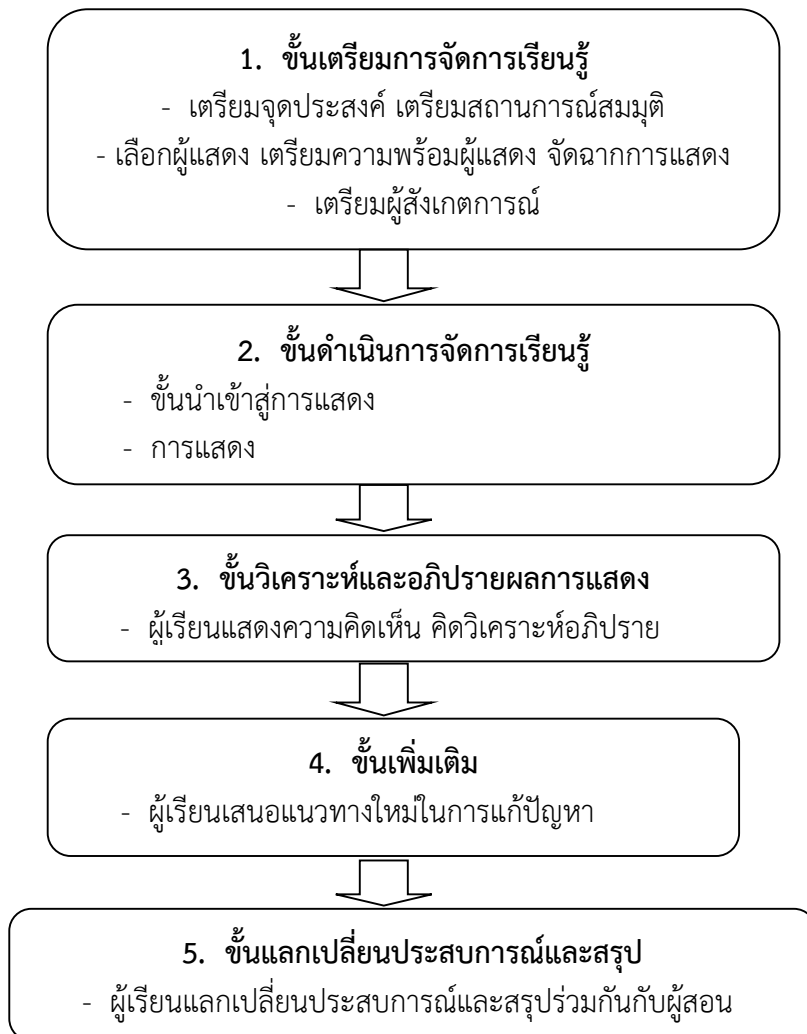 1. ขั้นเตรียมการจัดการเรียนรู้
- เตรียมจุดประสงค์ เตรียมสถานการณ์สมมุติ
- เลือกผู้แสดง เตรียมความพร้อมผู้แสดง จัดฉากการแสดง
- เตรียมผู้สังเกตการณ์
2. ขั้นดำเนินการจัดการเรียนรู้
- ขั้นนำเข้าสู่การแสดง
- การแสดง
3. ขั้นวิเคราะห์และอภิปรายผลการแสดง
- ผู้เรียนแสดงความคิดเห็น คิดวิเคราะห์อภิปราย
4. ขั้นเพิ่มเติม
- ผู้เรียนเสนอแนวทางใหม่ในการแก้ปัญหา
5. ขั้นแลกเปลี่ยนประสบการณ์และสรุป
- ผู้เรียนแลกเปลี่ยนประสบการณ์และสรุปร่วมกันกับผู้สอน